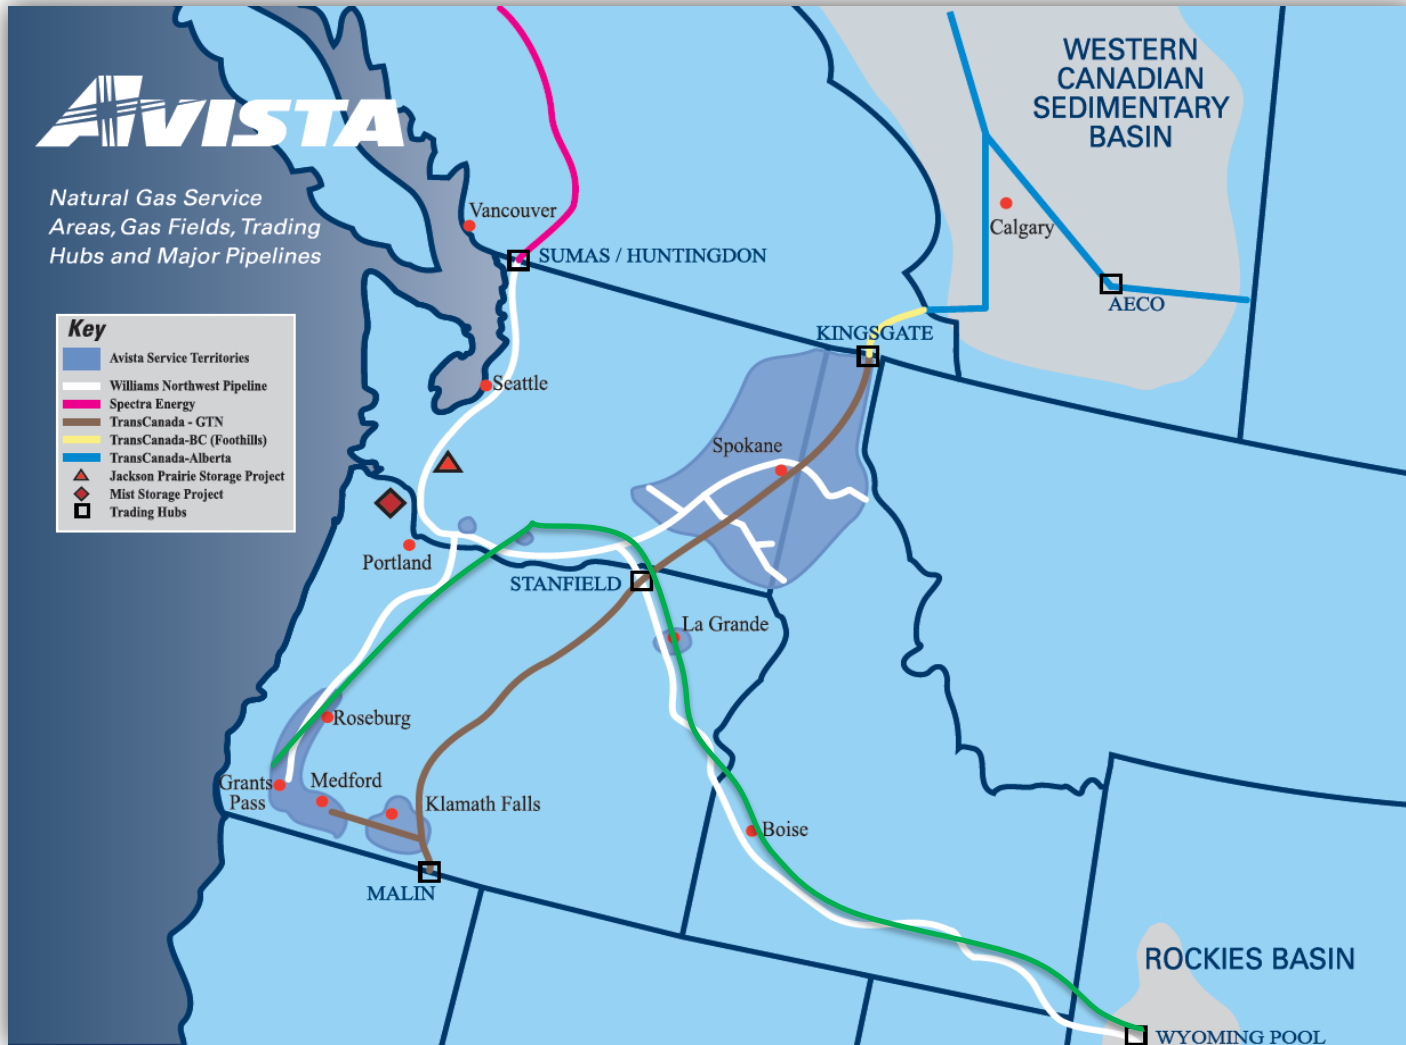 AVISTA
Natural Gas Service
Areas, Gas Fields, Trading
Hubs and Major Pipelines
Key
Avista Service Territories
Williams Northwest Pipeline
Spectra Energy
TransCanada - GTN
TransCanada-BC (Foothills)
TransCanada-Alberta
Jackson Prairie Storage Project
Mist Storage Project
Trading Hubs
WESTERN
CANADIAN
SEDIMENTARY
BASIN
Vancouver
Calgary
SUMAS / HUNTINGDON
AECO
KINGSGATE
Seattle
Spokane
Portland
STANFIELD
La Grande
Roseburg
Grants
Pass
Medford
Klamath Falls
Boise
MALIN
ROCKIES BASIN
WYOMING POOL